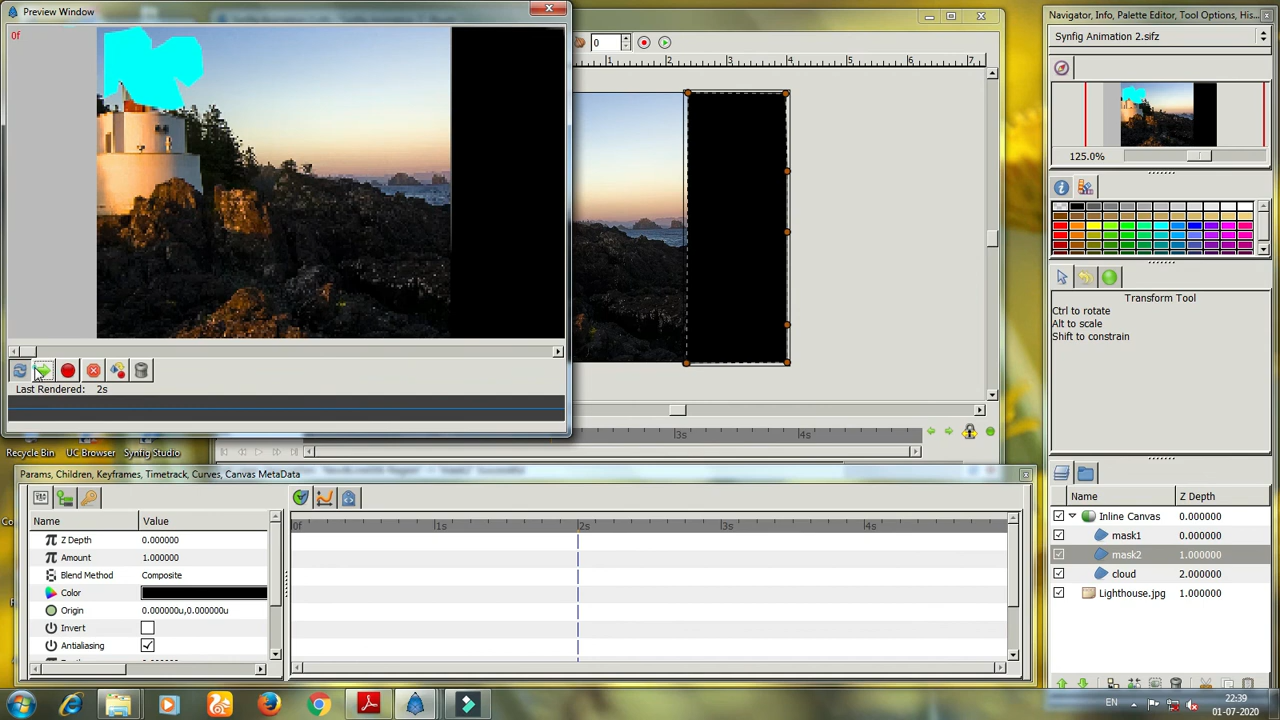 Preview Window
0f
Last Rendered: 2s
0
1 2 3 4 5 6 7
3s 4s
Recycle Bin UC Browser Synfig Studio
Params, Children, Keyframes, Timetrack, Curves, Canvas MetaData
Name Value
Z Depth 0.000000
Amount 1.000000
Blend Method Composite
Color
Origin 0.000000u,0.000000u
Invert
Antialiasing
0f 1s 2s 3s 4s
Navigator, Info, Palette Editor, Tool Options, His...
Synfig Animation 2.sifz
125.0%
Transform Tool
Ctrl to rotate
Alt to scale
Shift to constrain
Name Z Depth
Inline Canvas 0.000000
mask1 0.000000
mask2 1.000000
cloud 2.000000
Lighthouse.jpg 1.000000
EN 22:39
01-07-2020